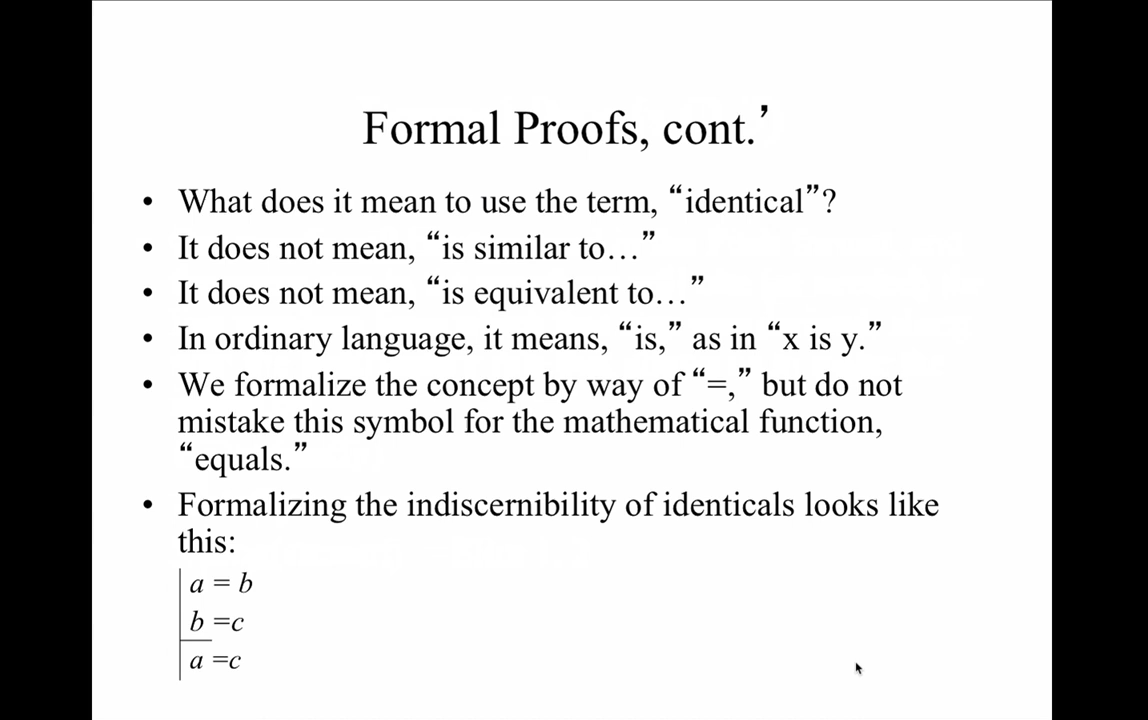 Formal Proofs, cont.’
• What does it mean to use the term, “identical”?
• It does not mean, “is similar to…”
• It does not mean, “is equivalent to…”
• In ordinary language, it means, “is,” as in “x is y.”
• We formalize the concept by way of “=,” but do not
mistake this symbol for the mathematical function,
“equals.”
• Formalizing the indiscernibility of identicals looks like
this:
a = b
b =c
a =c